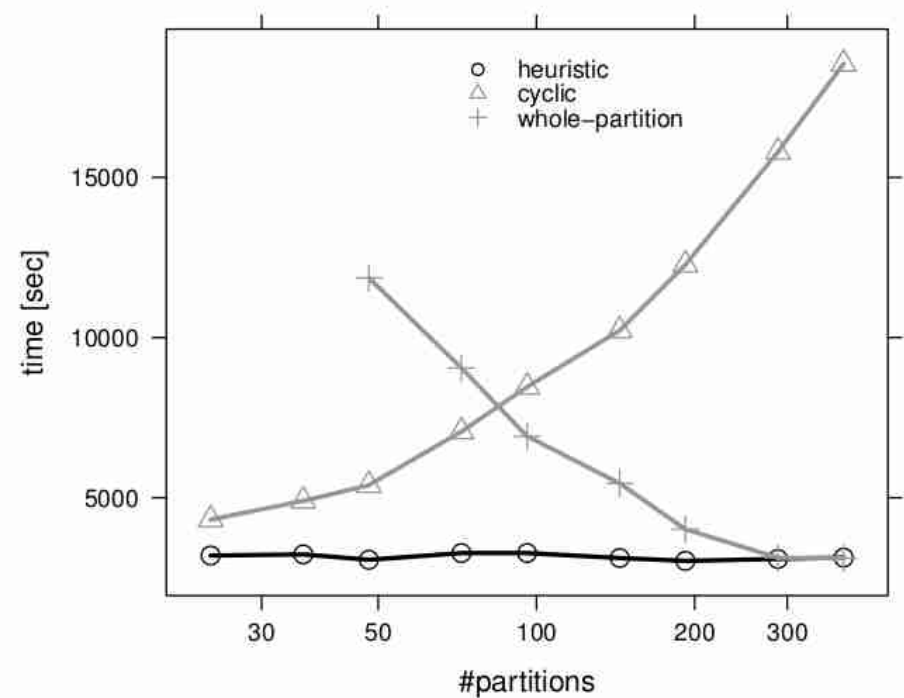 heuristic
cyclic
whole−partition
15000
10000
5000
time [sec]
30 50 100 200 300
#partitions